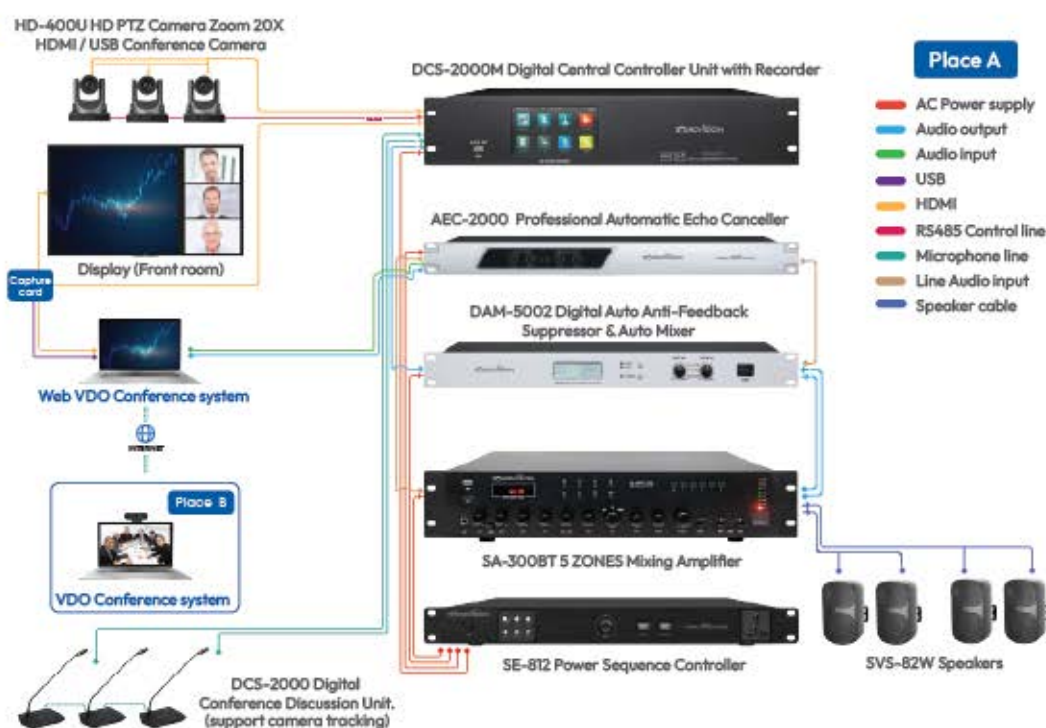 HD-400U HD PTZ Camera Zoom 20X
HDMI / USB Conference Camera
DCS-2000M Digital Central Controller Unit with Recorder
Place A
AC Power supply
Audio output
Audio input
USB
HDMI
RS485 Control line
Microphone line
Line Audio input
Speaker cable
AEC-2000 Professional Automatic Echo Canceller
Display (Front room)
Capture
card
DAM-5002 Digital Auto Anti-Feedback
Suppressor & Auto Mixer
Web VDO Conference system
INTERNET
Place B
VDO Conference system
SA-300BT 5 ZONES Mixing Amplifier
SE-812 Power Sequence Controller
SVS-82W Speakers
DCS-2000 Digital
Conference Discussion Unit.
(support camera tracking)